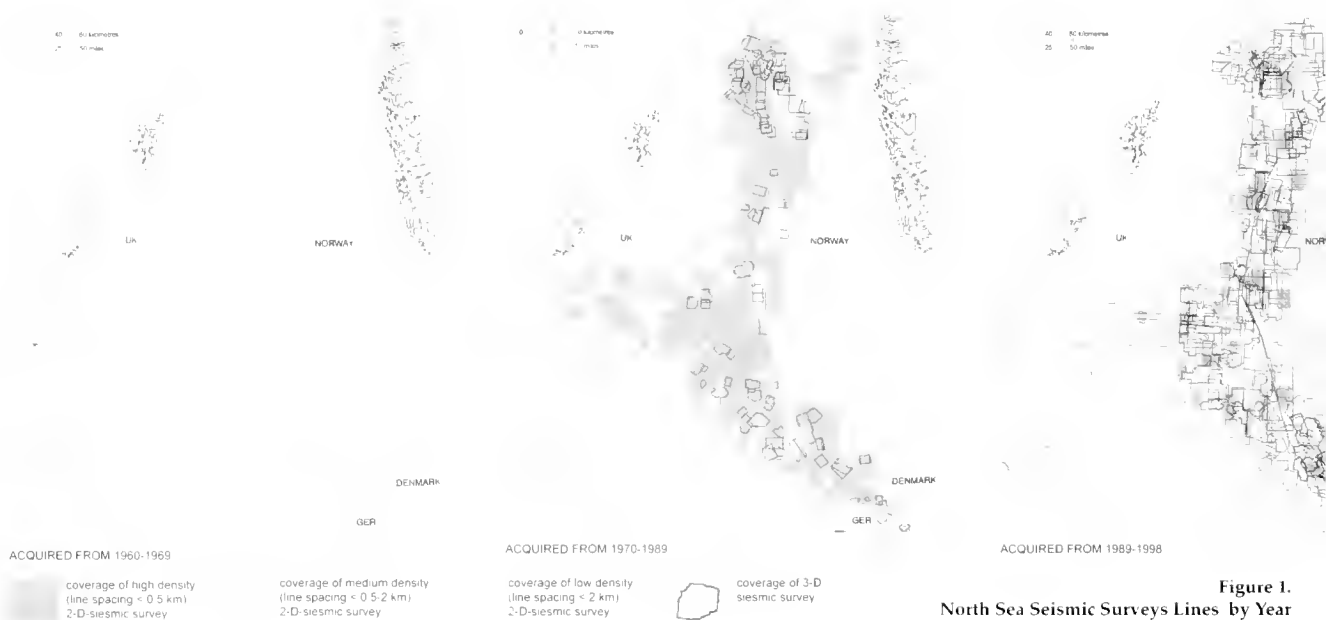 40 80 kilometres
25 50 miles
UK
NORWAY
DENMARK
GER
ACQUIRED FROM 1960-1969
0
miles
UK
NORWAY
DENMARK
GER
ACQUIRED FROM 1970-1989
40 80 kilometres
25 50 miles
UK
NOR
ACQUIRED FROM 1989-1998
coverage of high density
(line spacing < 0.5 km)
2-D-siesmic survey
coverage of medium density
(line spacing < 0.5-2 km)
2-D-siesmic survey
coverage of low density
(line spacing < 2 km)
2-D-siesmic survey
coverage of 3-D
siesmic survey
Figure 1.
North Sea Seismic Surveys Lines by Year